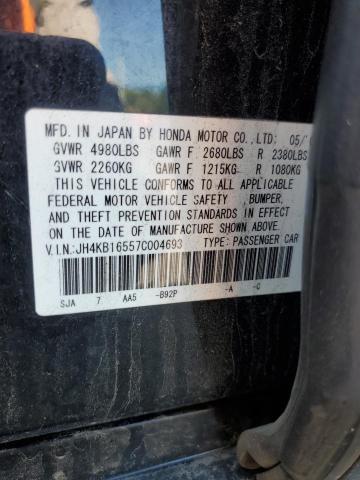 MFD. IN JAPAN BY HONDA MOTOR CO., LTD: 05/
GVWR 4980LBS GAWR F 2680LBS R 2380LBS
GVWR 2260KG GAWR F 1215KG R 1080KG
THIS VEHICLE CONFORMS TO ALL APPLICABLE
FEDERAL MOTOR VEHICLE SAFETY , BUMPER,
AND THEFT PREVENTION STANDARDS IN EFFECT
ON THE DATE OF MANUFACTURE SHOWN ABOVE.
V.I.N:JH4KB16557C004693 TYPE: PASSENGER CAR
SJA 7 AA5 -B92P -A -C